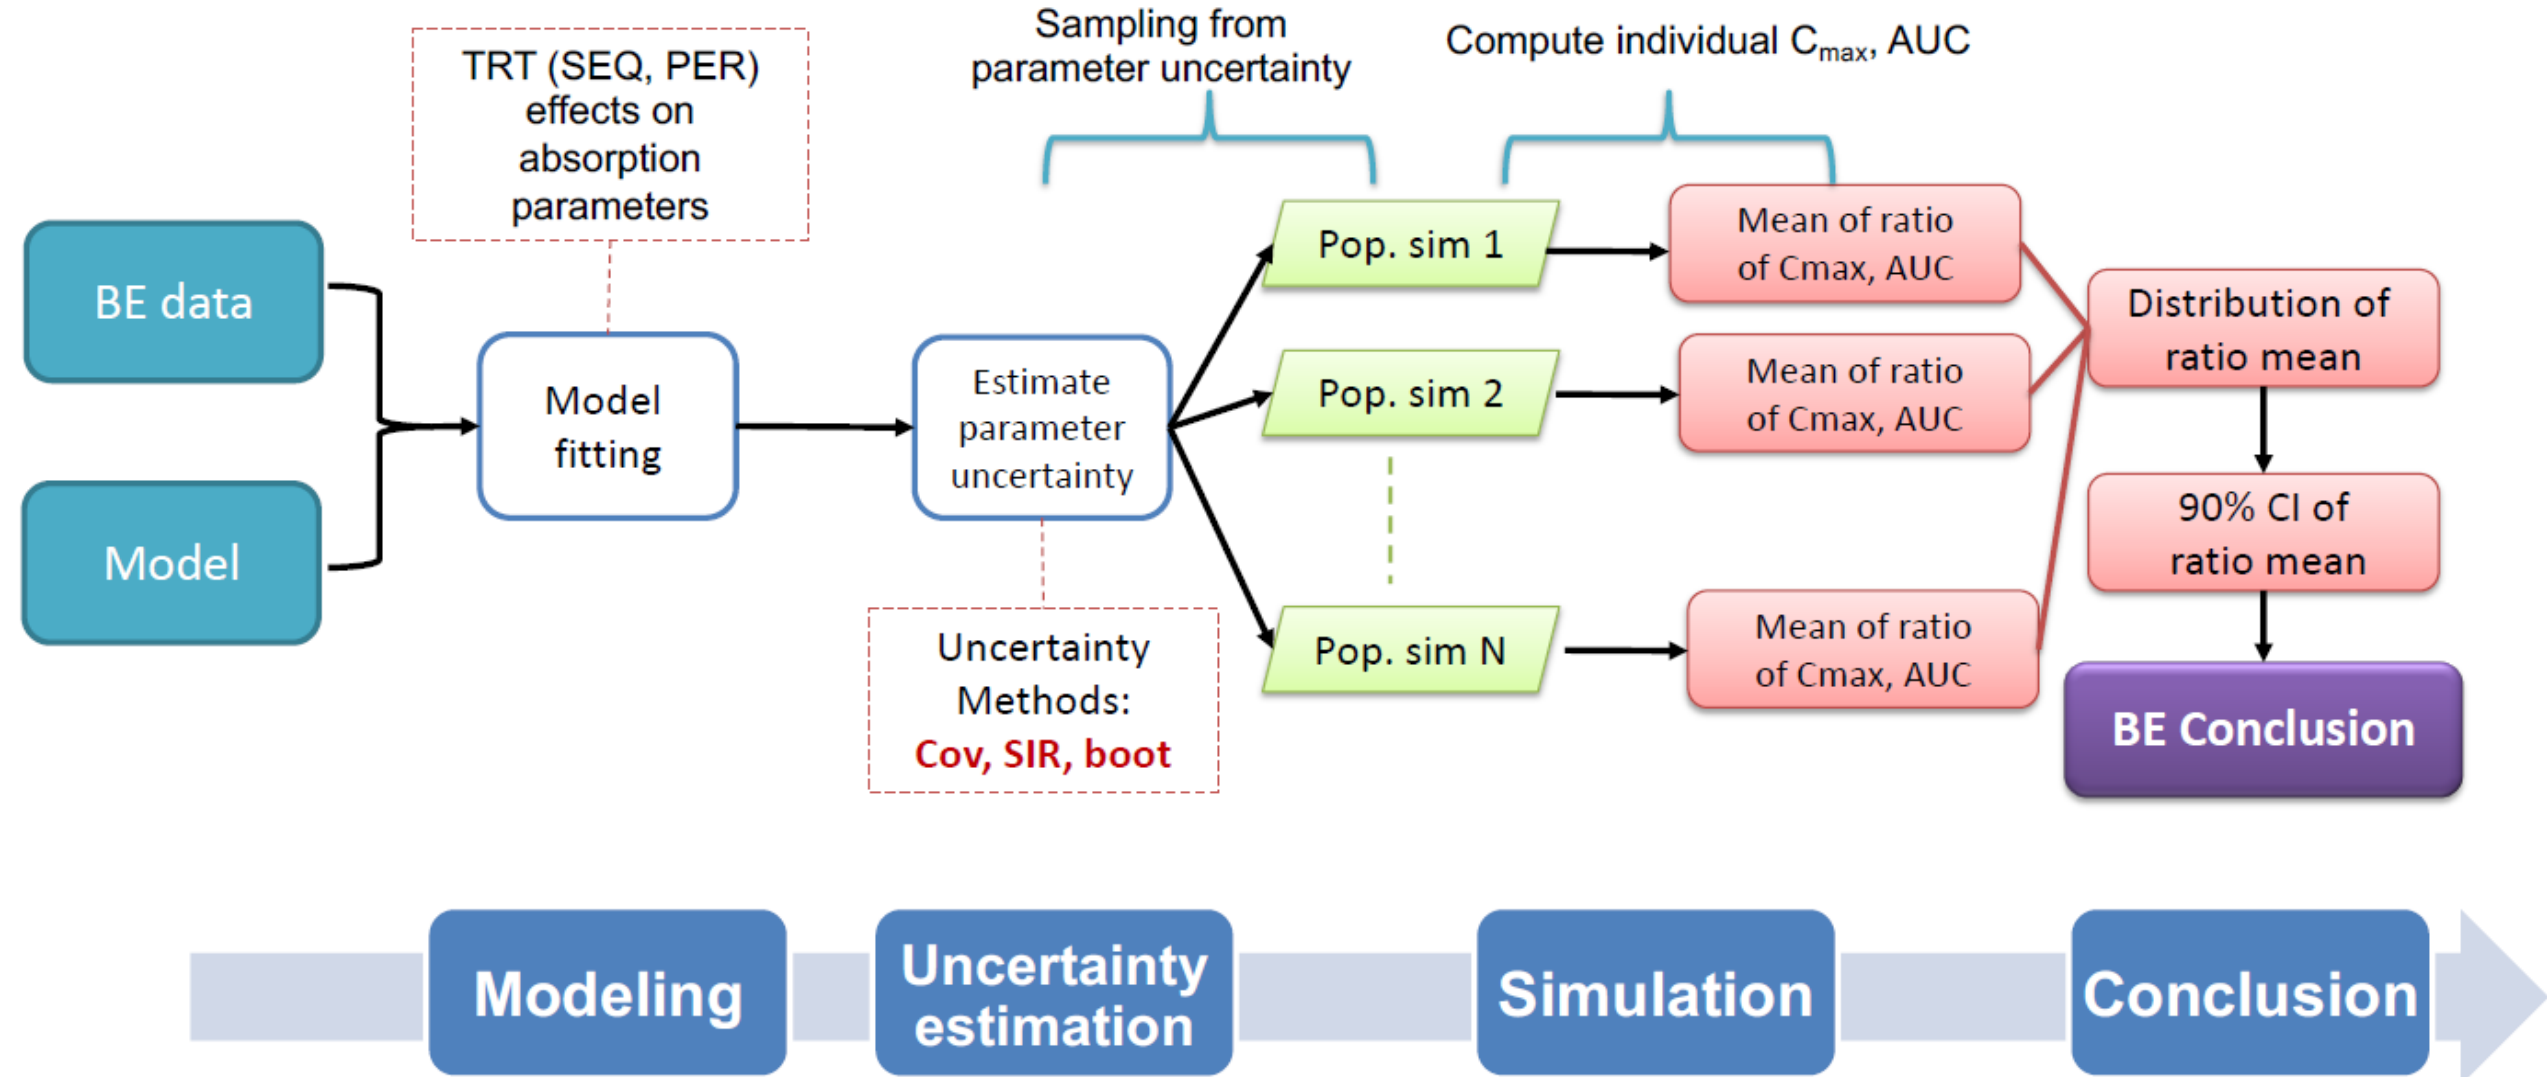 TRT (SEQ, PER)
effects on
absorption
parameters
Sampling from
parameter uncertainty
Compute individual Cmax, AUC
BE data
Model
Model
fitting
Estimate
parameter
uncertainty
Uncertainty
Methods:
Cov, SIR, boot
Pop. sim 1
Pop. sim 2
Pop. sim N
Mean of ratio
of Cmax, AUC
Mean of ratio
of Cmax, AUC
Mean of ratio
of Cmax, AUC
Distribution of
ratio mean
90% CI of
ratio mean
BE Conclusion
Modeling
Uncertainty
estimation
Simulation
Conclusion